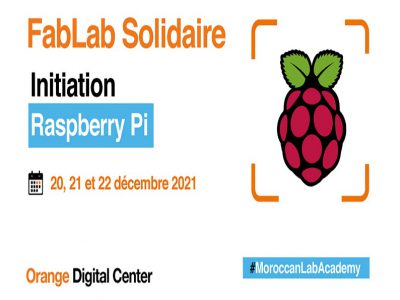 FabLab Solidaire
Initiation
Raspberry Pi
20, 21 et 22 décembre 2021
Orange Digital Center
#MoroccanLabAcademy